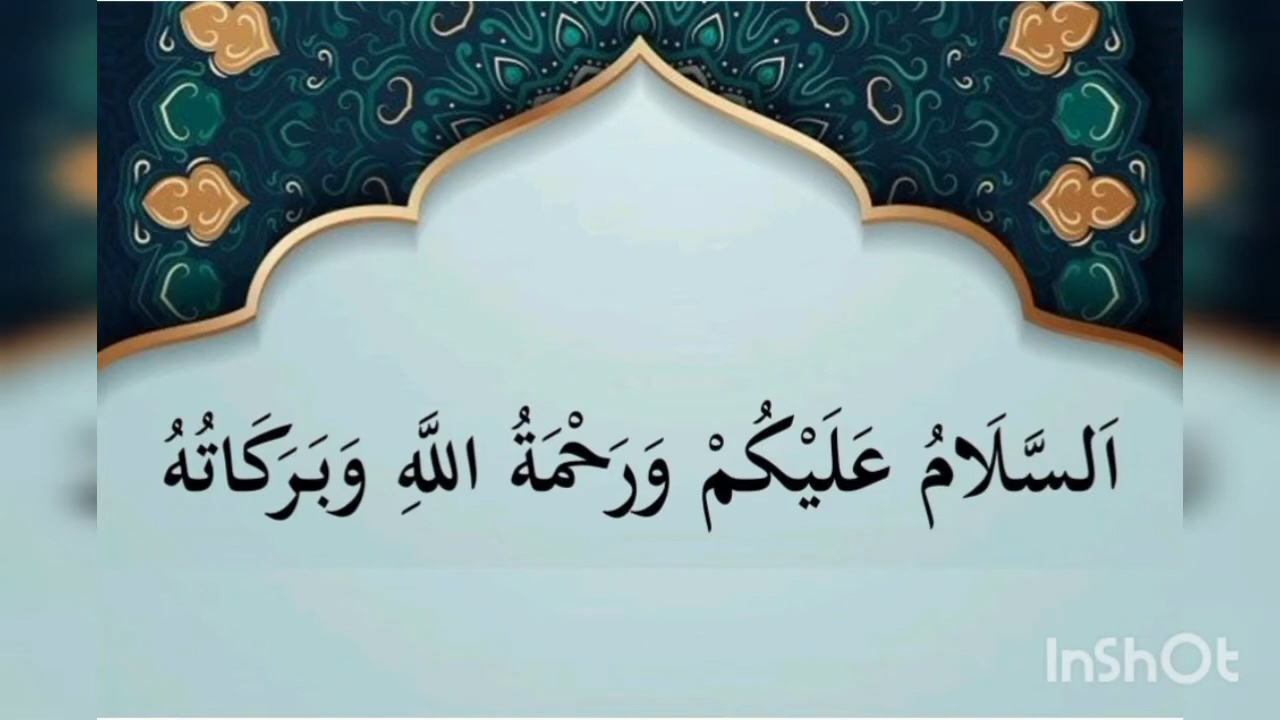 اَلسَّلَامُ عَلَيْكُمْ وَرَحْمَةُ اللَّهِ وَبَرَكَاتُهُ
InShOt